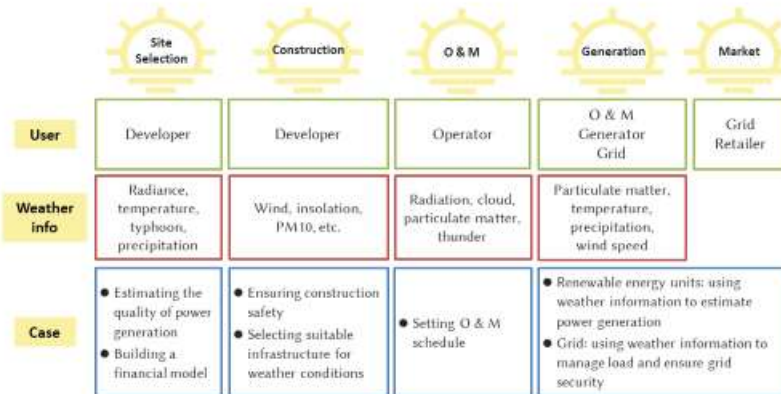 Site
Selection
Construction
O & M
Generation
Market
User
Developer
Developer
Operator
O & M
Generator
Grid
Grid
Retailer
Weather
info
Radiance,
temperature,
typhoon,
precipitation
Wind, insolation,
PM10, etc.
Radiation, cloud,
particulate matter,
thunder
Particulate matter,
temperature,
precipitation,
wind speed
Case
● Estimating the
quality of power
generation
● Building a
financial model
● Ensuring construction
safety
● Selecting suitable
infrastructure for
weather conditions
● Setting O & M
schedule
● Renewable energy units: using
weather information to estimate
power generation
● Grid: using weather information to
manage load and ensure grid
security